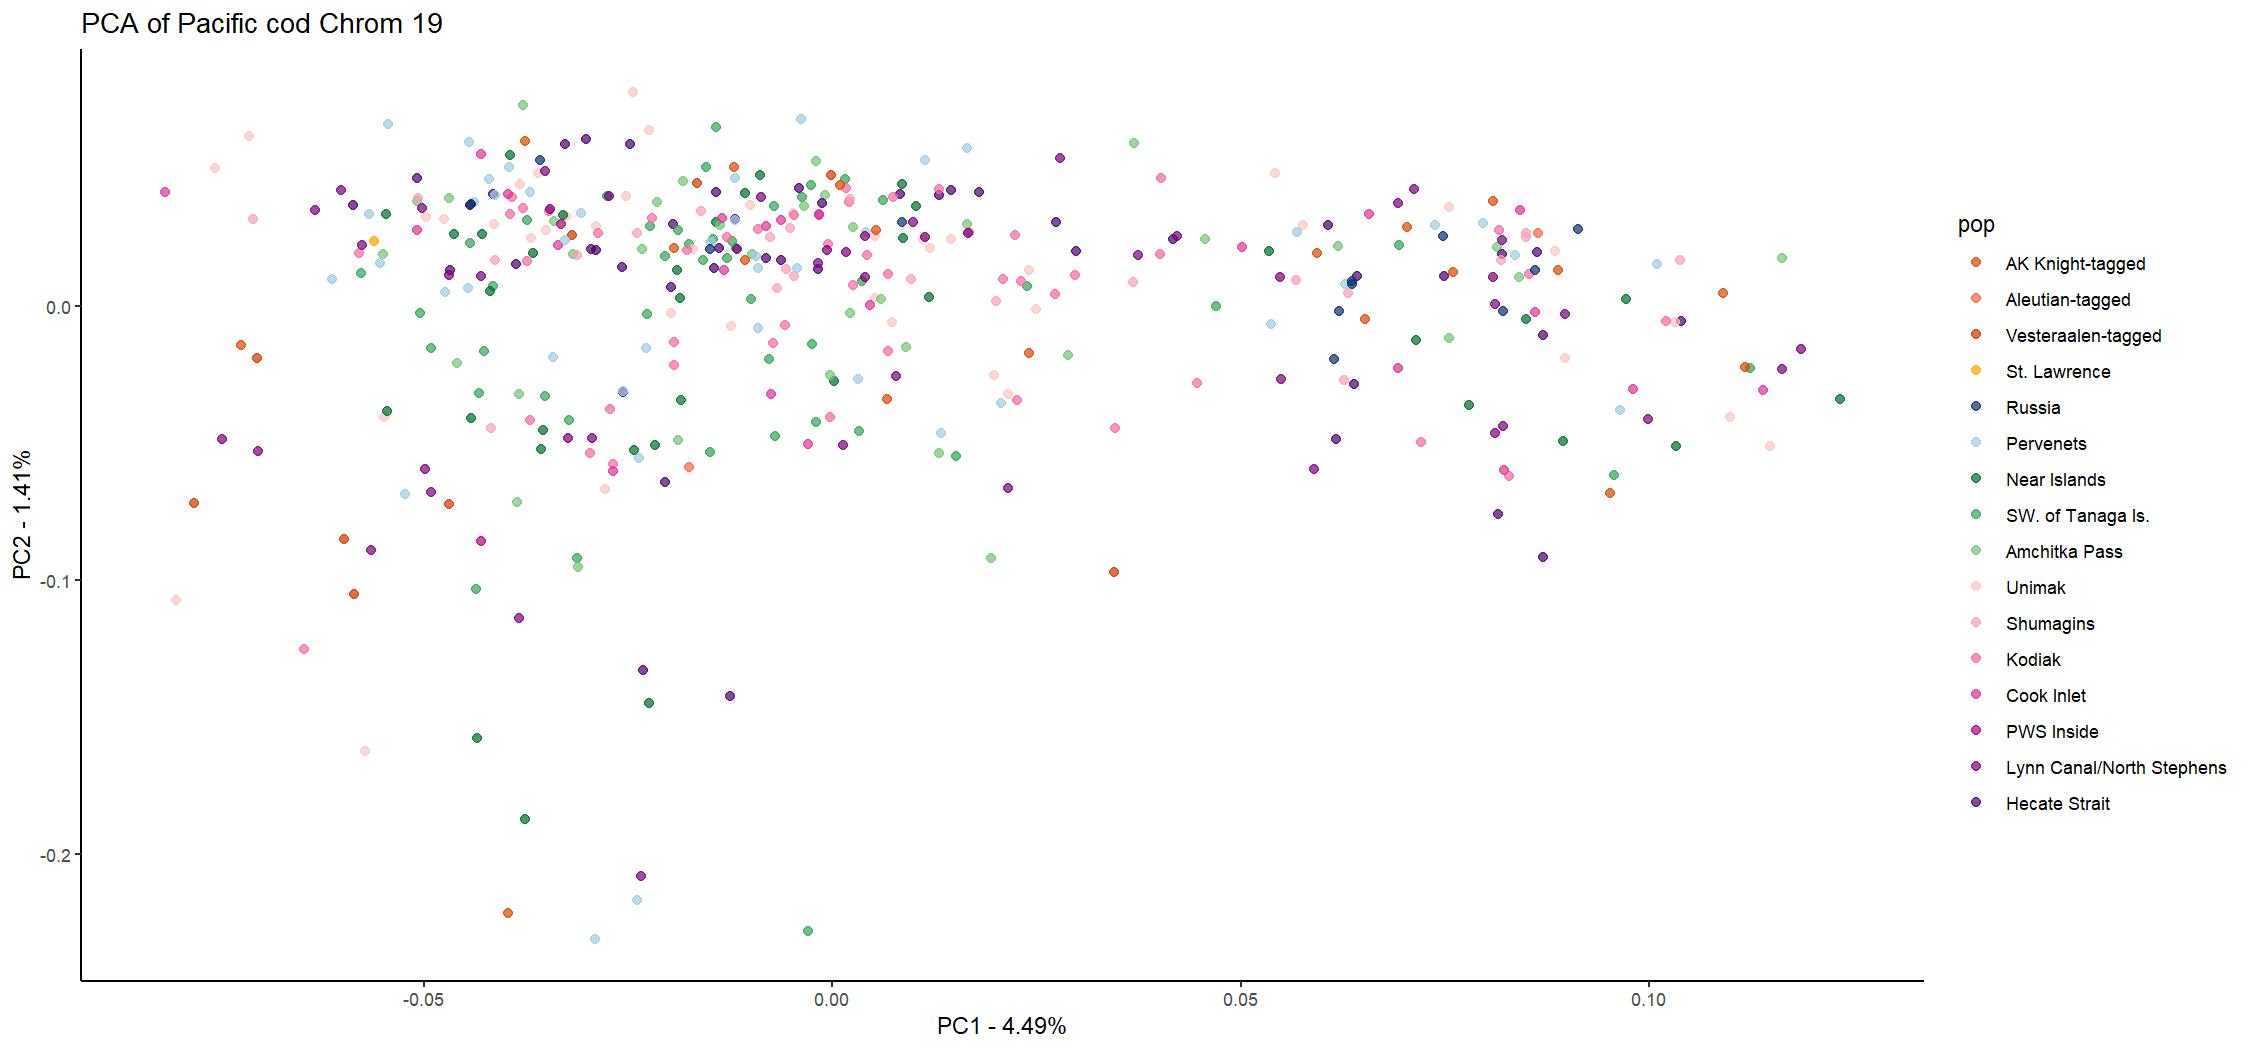 PCA of Pacific cod Chrom 19
PC2 - 1.41%
0.0
-0.1
-0.2
-0.05
0.00
0.05
0.10
PC1 - 4.49%
pop
AK Knight-tagged
Aleutian-tagged
Vesteraalen-tagged
St. Lawrence
Russia
Pervenets
Near Islands
SW. of Tanaga Is.
Amchitka Pass
Unimak
Shumagins
Kodiak
Cook Inlet
PWS Inside
Lynn Canal/North Stephens
Hecate Strait